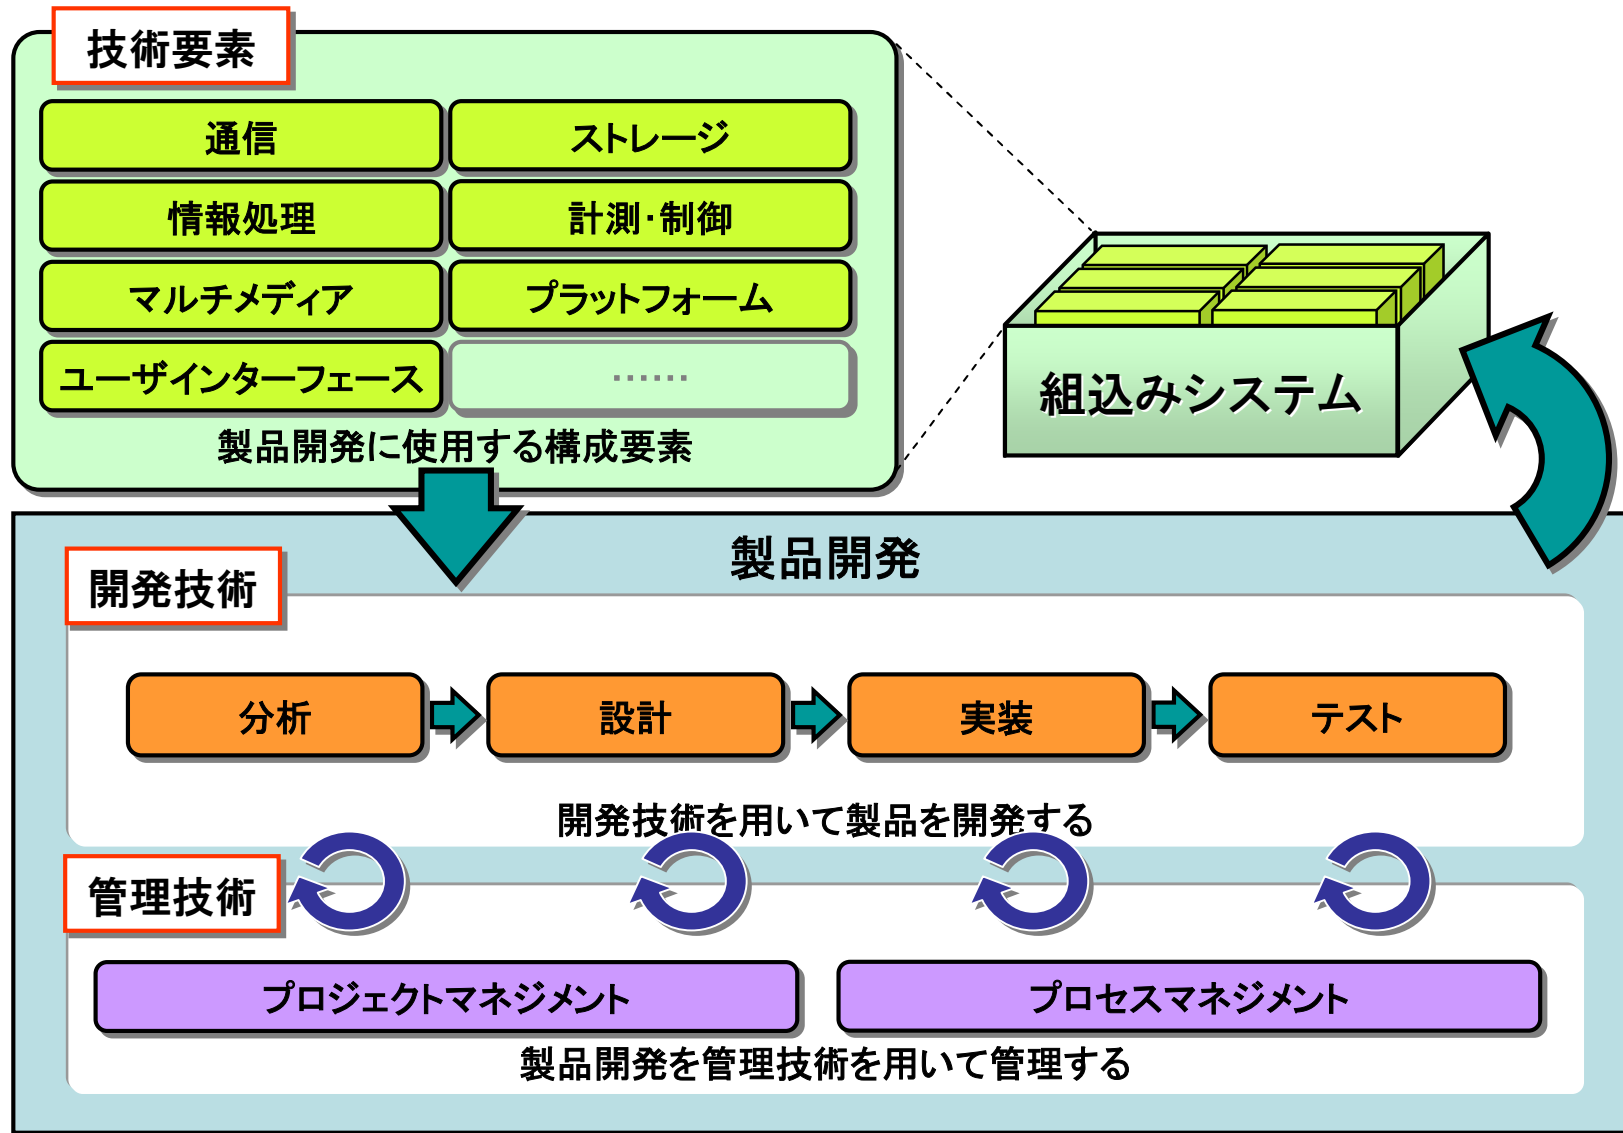 技術要素
通信
ストレージ
情報処理
計測･制御
マルチメディア
プラットフォーム
ユーザインターフェース
……
製品開発に使用する構成要素
組込みシステム
製品開発
開発技術
分析
設計
実装
テスト
開発技術を用いて製品を開発する
管理技術
プロジェクトマネジメント
プロセスマネジメント
製品開発を管理技術を用いて管理する